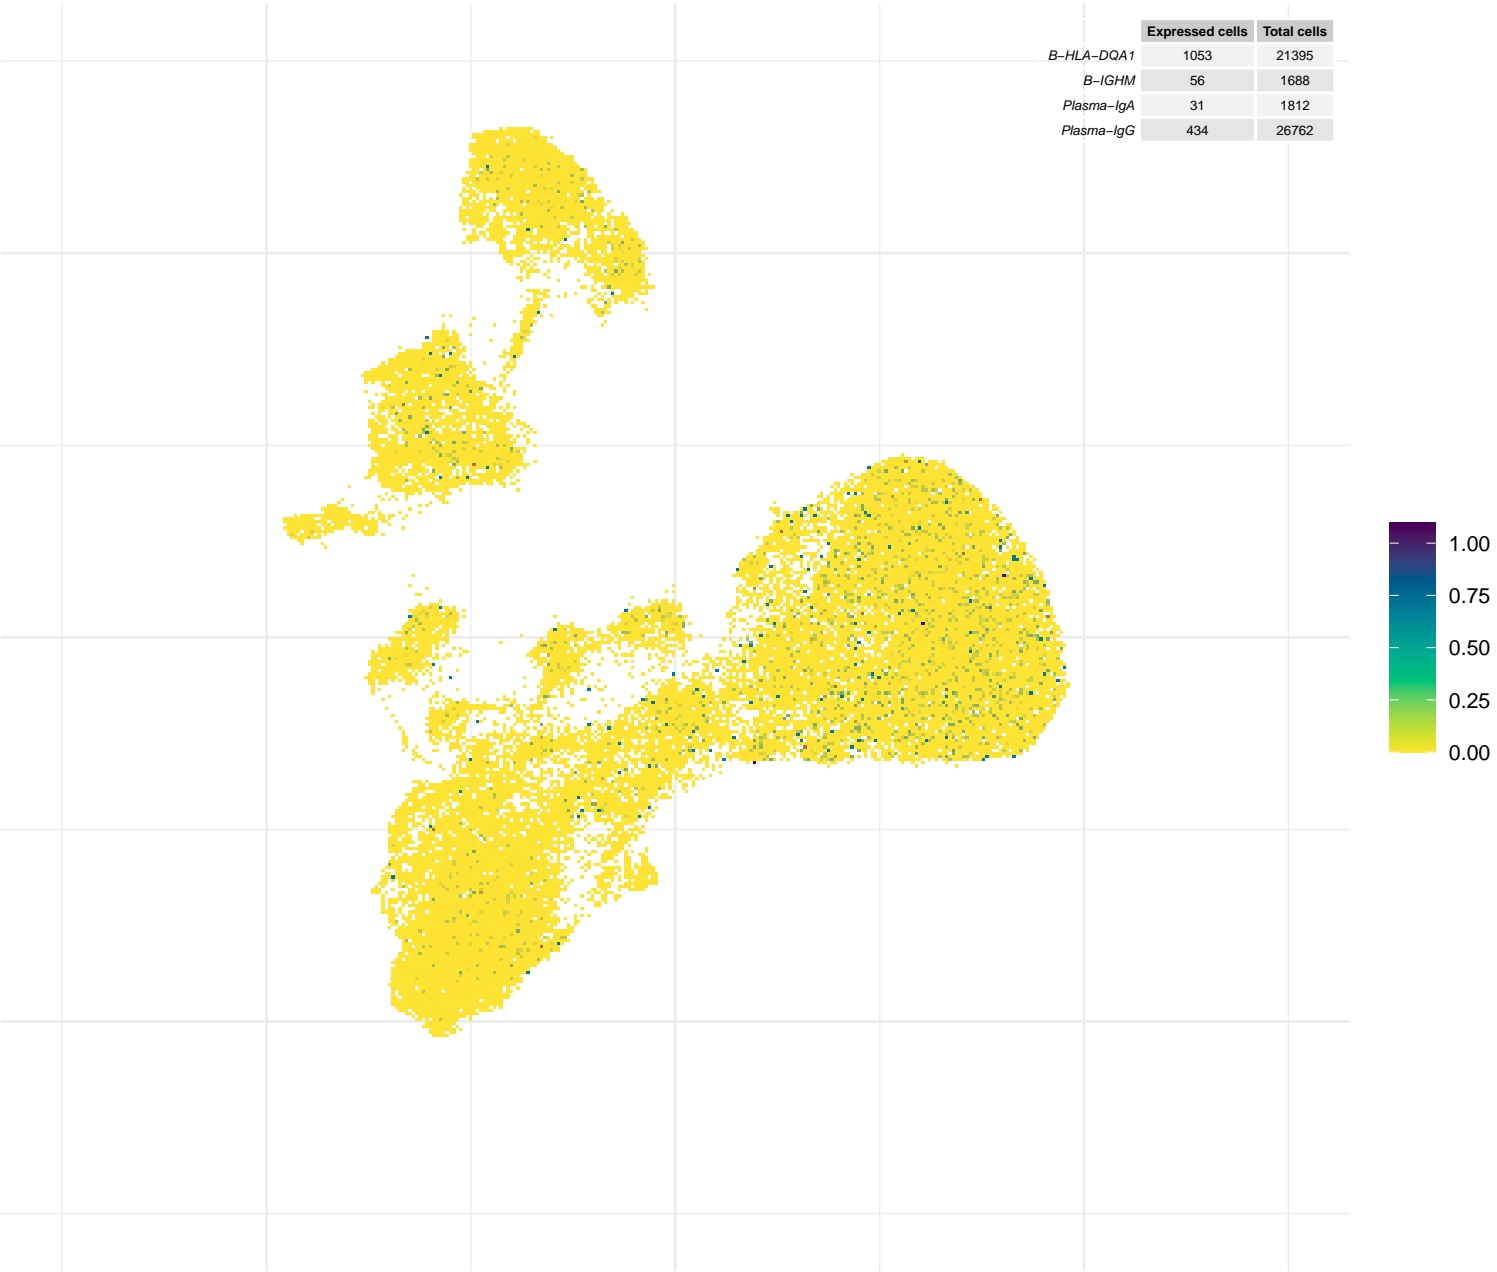 Expressed cells Total cells
B−HLA−DQA1 1053 21395
B−IGHM 56 1688
Plasma−IgA 31 1812
Plasma−IgG 434 26762
1.00
0.75
0.50
0.25
0.00